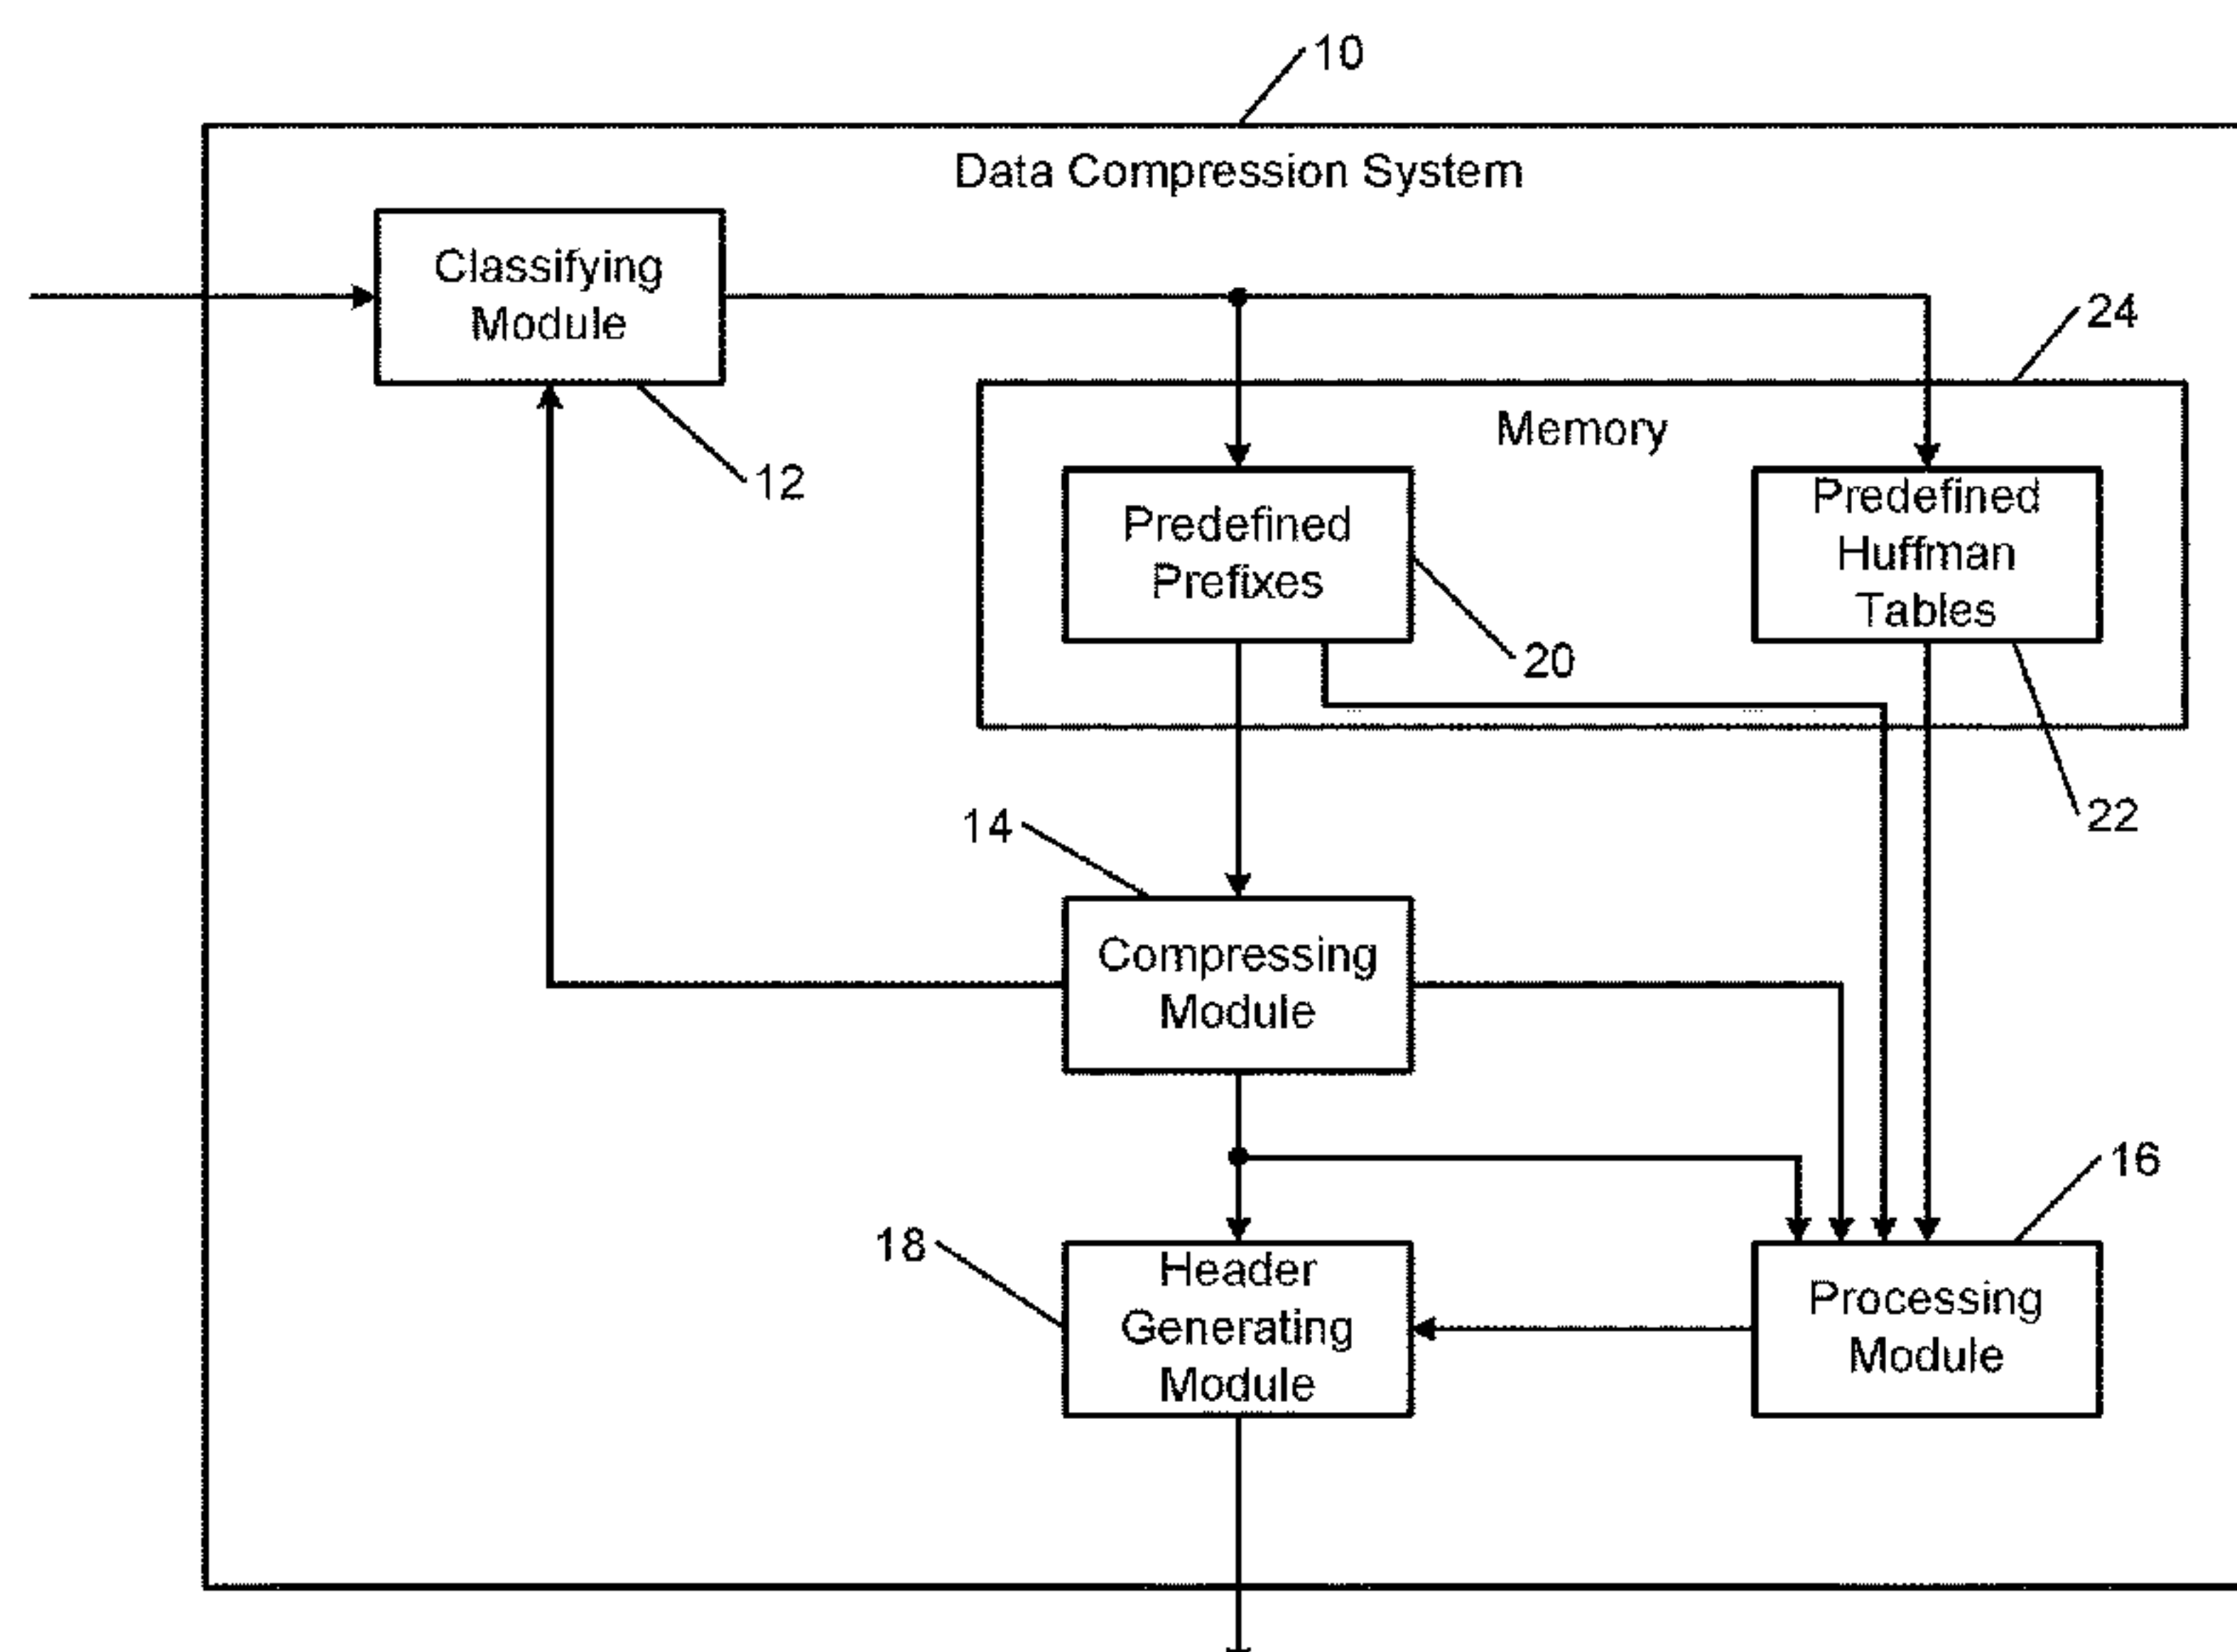 10
Data Compression System
Classifying
Module
24
Memory
12
Predefined
Prefixes
Predefined
Huffman
Tables
20
22
14
Compressing
Module
16
18
Header
Generating
Module
Processing
Module